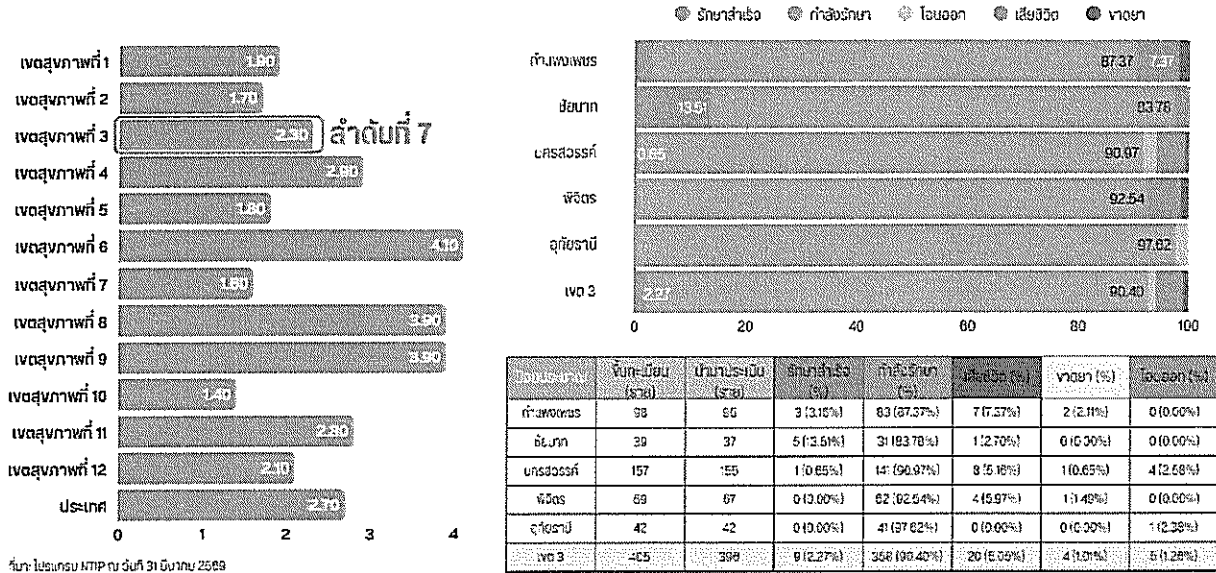 เขตสุขภาพที่ 1 1.90
เขตสุขภาพที่ 2 1.70
เขตสุขภาพที่ 3 2.30 ลำดับที่ 7
เขตสุขภาพที่ 4 2.90
เขตสุขภาพที่ 5 1.80
เขตสุขภาพที่ 6 4.10
เขตสุขภาพที่ 7 1.60
เขตสุขภาพที่ 8 3.90
เขตสุขภาพที่ 9 3.90
เขตสุขภาพที่ 10 1.40
เขตสุขภาพที่ 11 2.80
เขตสุขภาพที่ 12 2.10
ประเทศ 2.70
0 1 2 3 4
ที่มา: โปรแกรม NTIP ณ วันที่ 31 มีนาคม 2569
รักษาสำเร็จ กำลังรักษา โอนออก เสียชีวิต ขาดยา
กำแพงเพชร 87.37 7.37
ชัยนาท 13.51 83.78
นครสวรรค์ 0.65 90.97
พิจิตร 92.54
อุทัยธานี 97.62
เขต 3 2.27 90.40
0 20 40 60 80 100
ขึ้นทะเบียน (ราย) นำมาประเมิน (ราย) รักษาสำเร็จ (%) กำลังรักษา (%) เสียชีวิต (%) ขาดยา (%) โอนออก (%)
กำแพงเพชร 98 95 3 (3.16%) 83 (87.37%) 7 (7.37%) 2 (2.11%) 0 (0.00%)
ชัยนาท 39 37 5 (13.51%) 31 (83.78%) 1 (2.70%) 0 (0.00%) 0 (0.00%)
นครสวรรค์ 157 155 1 (0.65%) 141 (90.97%) 8 (5.16%) 1 (0.65%) 4 (2.58%)
พิจิตร 69 67 0 (0.00%) 62 (92.54%) 4 (5.97%) 1 (1.49%) 0 (0.00%)
อุทัยธานี 42 42 0 (0.00%) 41 (97.62%) 0 (0.00%) 0 (0.00%) 1 (2.38%)
เขต 3 405 396 9 (2.27%) 358 (90.40%) 20 (5.05%) 4 (1.01%) 5 (1.26%)